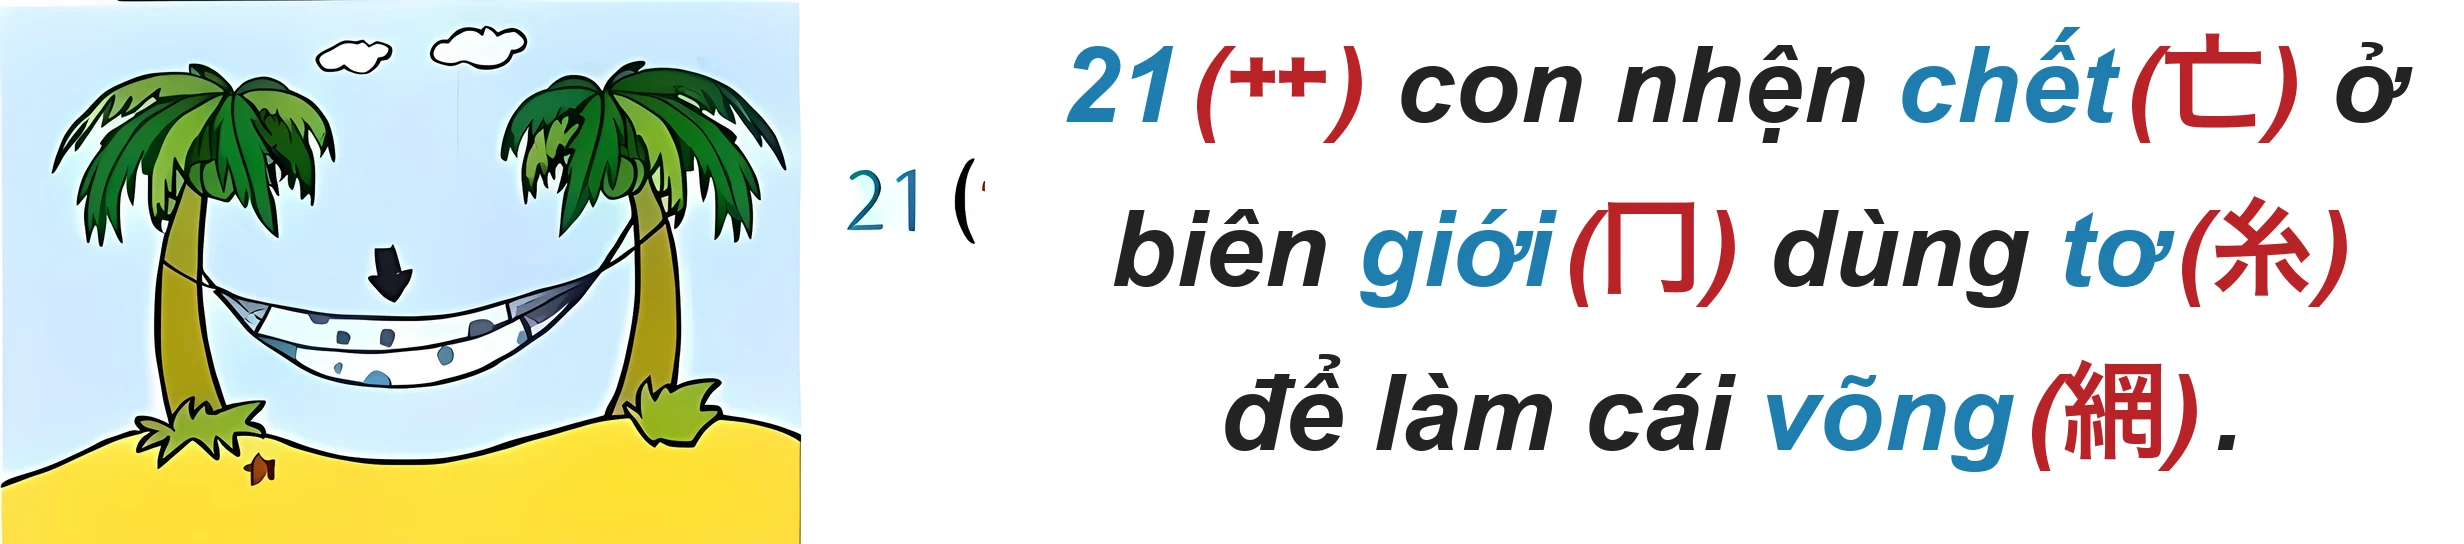 21 (
21(艹) con nhện chết(亡) ở
biên giới(冂) dùng tơ(糸)
để làm cái võng(網).